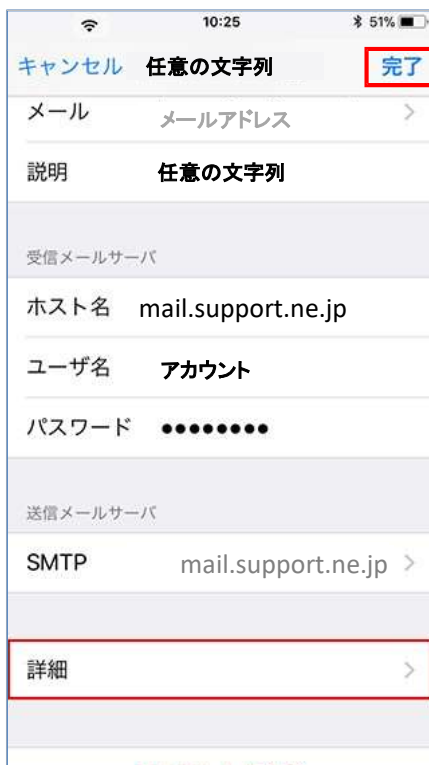 10:25 51%
キャンセル 任意の文字列 完了
メール メールアドレス
説明 任意の文字列
受信メールサーバ
ホスト名 mail.support.ne.jp
ユーザ名 アカウント
パスワード ●●●●●●●●
送信メールサーバ
SMTP mail.support.ne.jp
詳細